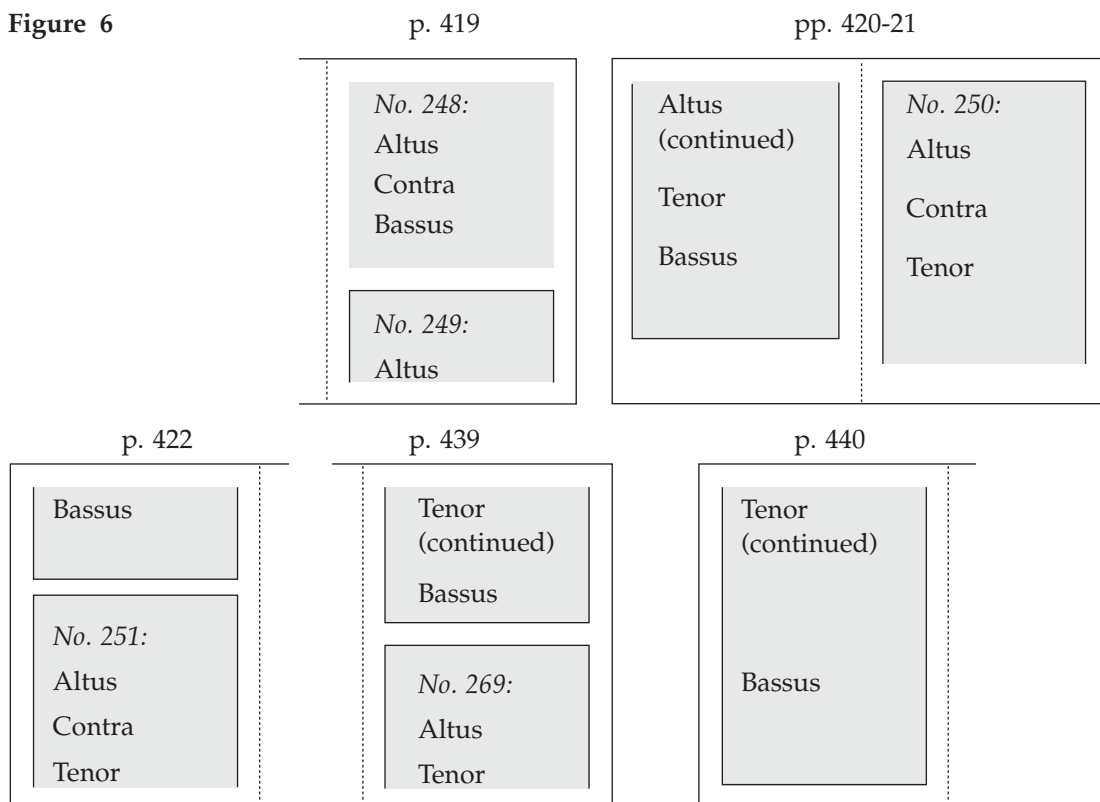 Figure 6
p. 419
No. 248:
Altus
Contra
Bassus
No. 249:
Altus
pp. 420-21
Altus
(continued)
Tenor
Bassus
No. 250:
Altus
Contra
Tenor
p. 422
Bassus
No. 251:
Altus
Contra
Tenor
p. 439
Tenor
(continued)
Bassus
No. 269:
Altus
Tenor
p. 440
Tenor
(continued)
Bassus